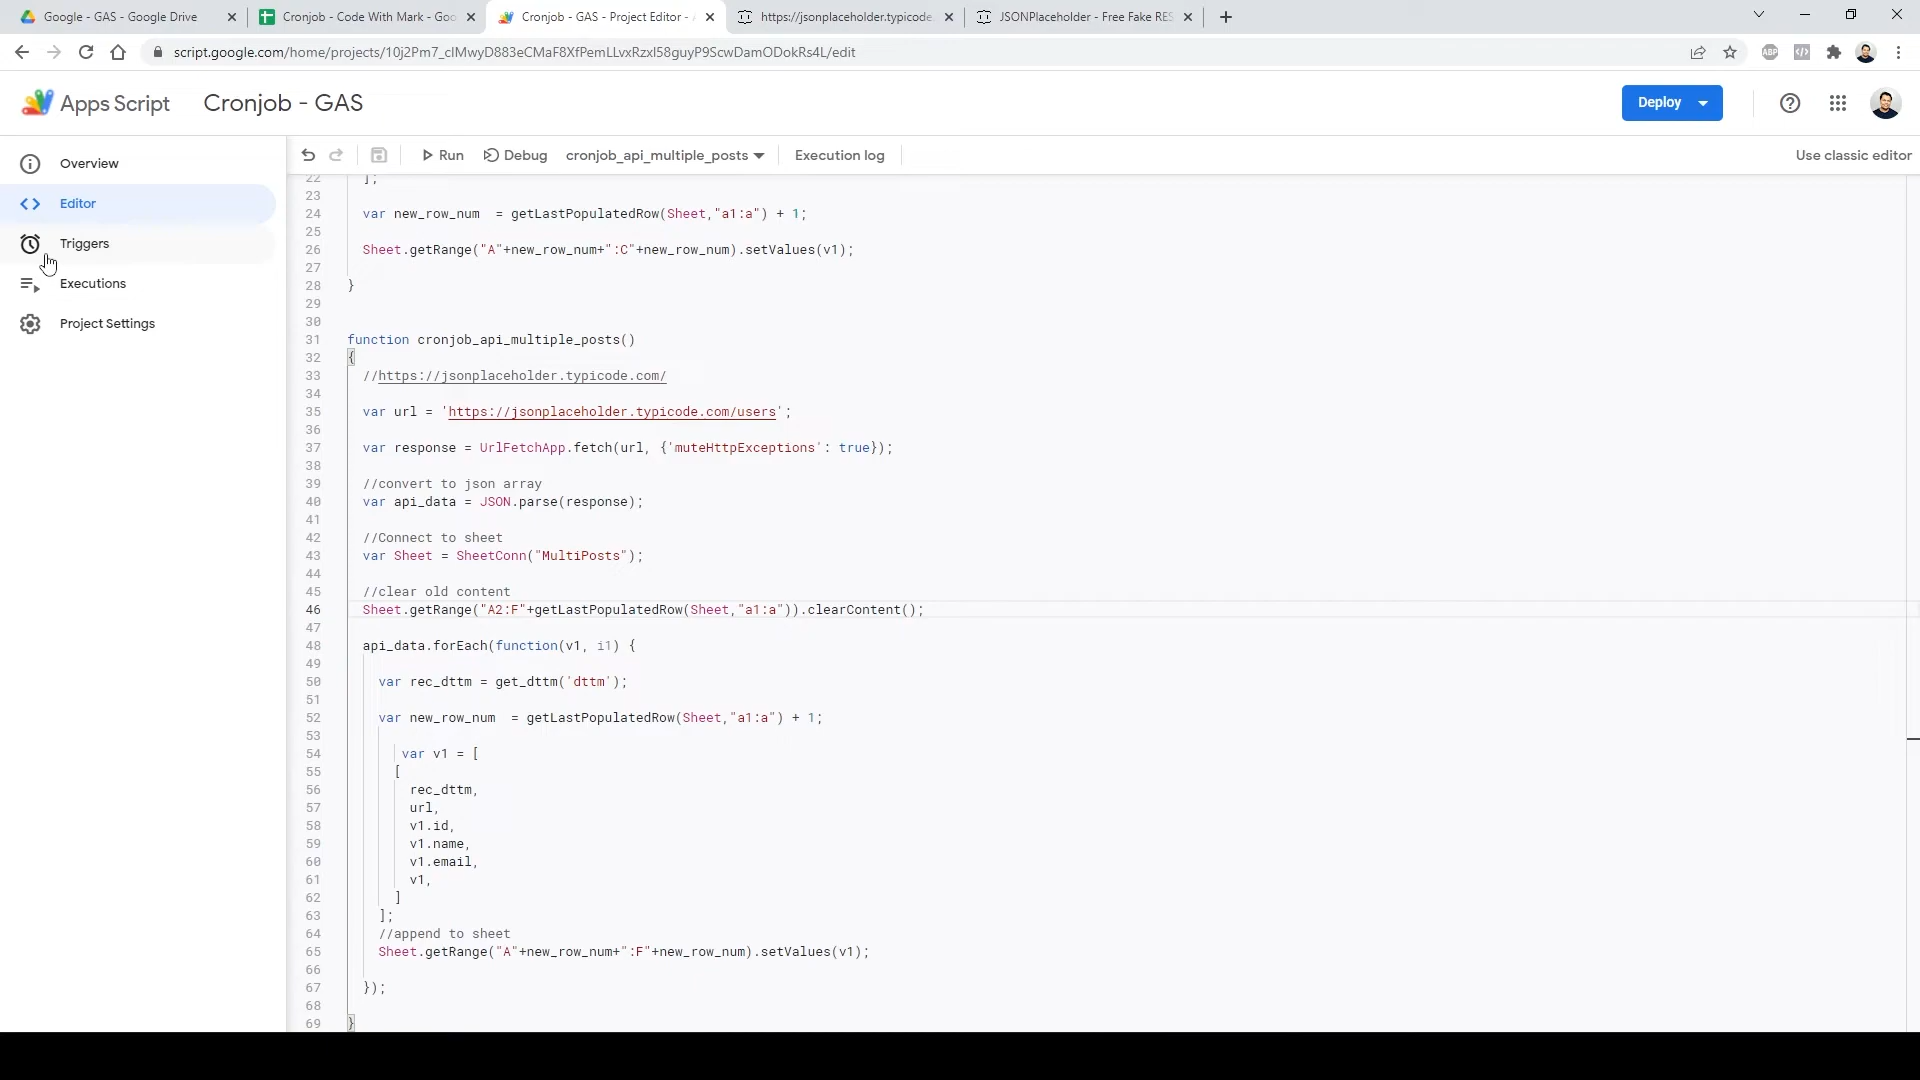 Google - GAS - Google Drive
Cronjob - Code With Mark - Goo
Cronjob - GAS - Project Editor -
https://jsonplaceholder.typicode.
JSONPlaceholder - Free Fake RES
script.google.com/home/projects/10j2Pm7_clMwyD883eCMaF8XfPemLLvxRzxI58guyP9ScwDamODokRs4L/edit
ABP
Apps Script
Cronjob - GAS
Deploy
Overview
Editor
Triggers
Executions
Project Settings
Run
Debug
cronjob_api_multiple_posts
Execution log
Use classic editor
22 ];
23
24 var new_row_num  = getLastPopulatedRow(Sheet,"a1:a") + 1;
25
26 Sheet.getRange("A"+new_row_num+":C"+new_row_num).setValues(v1);
27
28 }
29
30
31 function cronjob_api_multiple_posts()
32 {
33 //https://jsonplaceholder.typicode.com/
34
35 var url = 'https://jsonplaceholder.typicode.com/users';
36
37 var response = UrlFetchApp.fetch(url, {'muteHttpExceptions': true});
38
39 //convert to json array
40 var api_data = JSON.parse(response);
41
42 //Connect to sheet
43 var Sheet = SheetConn("MultiPosts");
44
45 //clear old content
46 Sheet.getRange("A2:F"+getLastPopulatedRow(Sheet,"a1:a")).clearContent();
47
48 api_data.forEach(function(v1, i1) {
49
50 var rec_dttm = get_dttm('dttm');
51
52 var new_row_num  = getLastPopulatedRow(Sheet,"a1:a") + 1;
53
54 var v1 = [
55 [
56 rec_dttm,
57 url,
58 v1.id,
59 v1.name,
60 v1.email,
61 v1,
62 ]
63 ];
64 //append to sheet
65 Sheet.getRange("A"+new_row_num+":F"+new_row_num).setValues(v1);
66
67 });
68
69 }